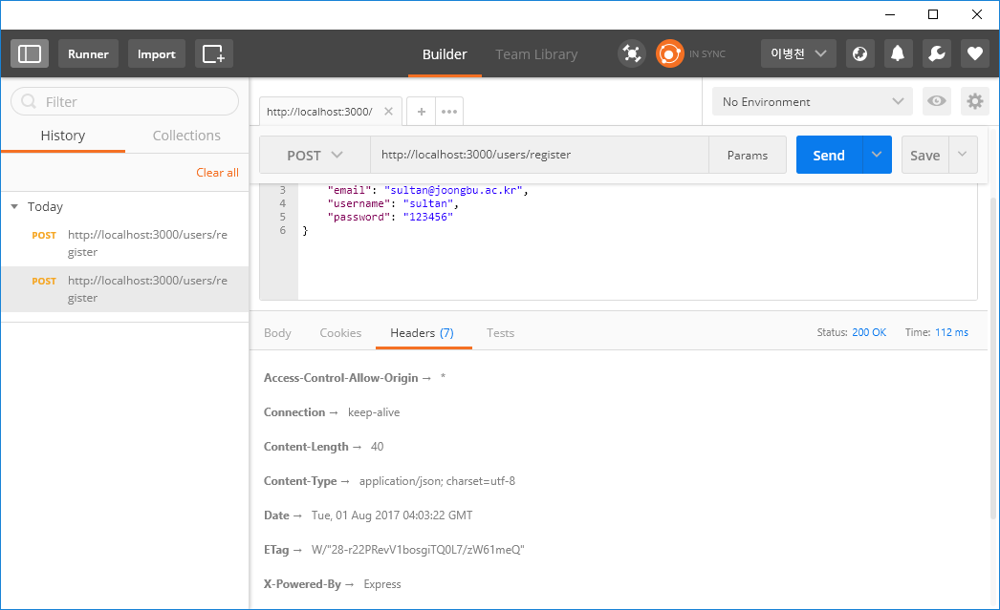 Runner
Import
Builder
Team Library
IN SYNC
이병천
Filter
History
Collections
Clear all
Today
POST http://localhost:3000/users/re
gister
POST http://localhost:3000/users/re
gister
http://localhost:3000/
No Environment
POST
http://localhost:3000/users/register
Params
Send
Save
3 "email": "sultan@joongbu.ac.kr",
4 "username": "sultan",
5 "password": "123456"
6 }
Body
Cookies
Headers (7)
Tests
Status: 200 OK
Time: 112 ms
Access-Control-Allow-Origin → *
Connection → keep-alive
Content-Length → 40
Content-Type → application/json; charset=utf-8
Date → Tue, 01 Aug 2017 04:03:22 GMT
ETag → W/"28-r22PRevV1bosgiTQ0L7/zW61meQ"
X-Powered-By → Express